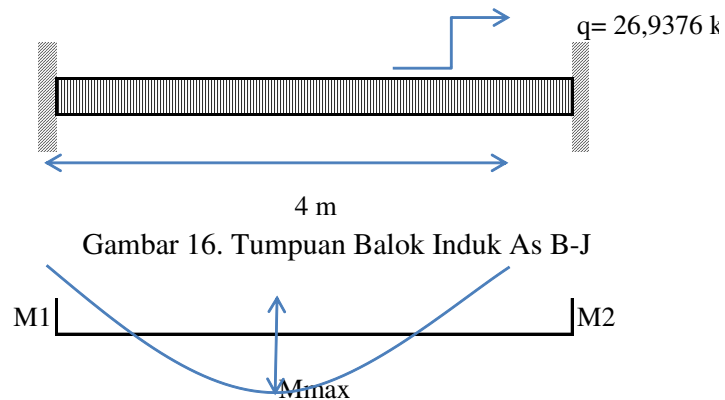 q= 26,9376 k
4 m
Gambar 16. Tumpuan Balok Induk As B-J
M1 M2
Mmax